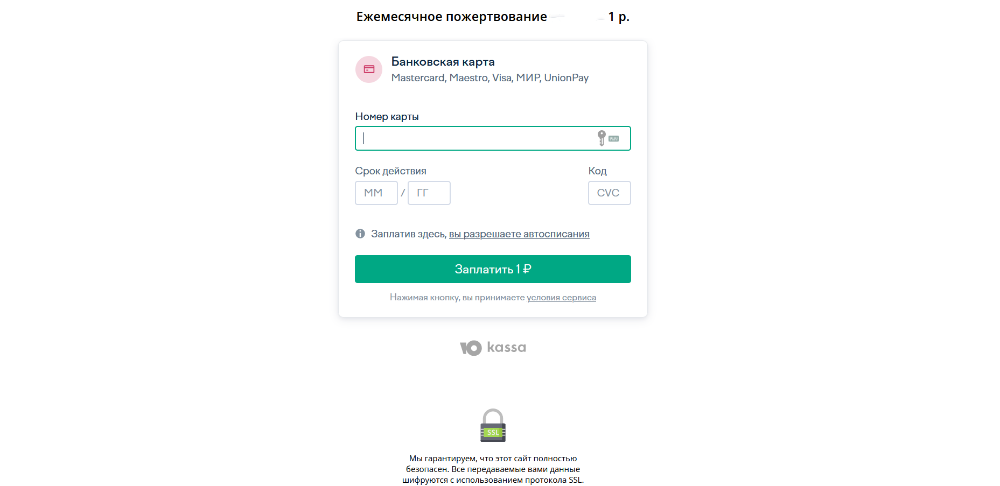 Ежемесячное пожертвование 1 р.
Банковская карта
Mastercard, Maestro, Visa, МИР, UnionPay
Номер карты
Срок действия Код
ММ / ГГ CVC
Заплатив здесь, вы разрешаете автосписания
Заплатить 1 ₽
Нажимая кнопку, вы принимаете условия сервиса
Ю kassa
SSL
Мы гарантируем, что этот сайт полностью
безопасен. Все передаваемые вами данные
шифруются с использованием протокола SSL.